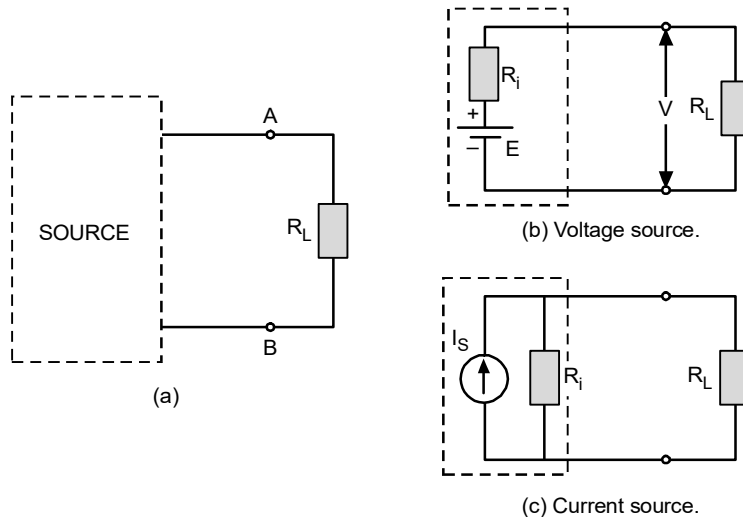 A
SOURCE
R_L
B
(a)
R_i
+
–
E
V
R_L
(b) Voltage source.
I_S
R_i
R_L
(c) Current source.